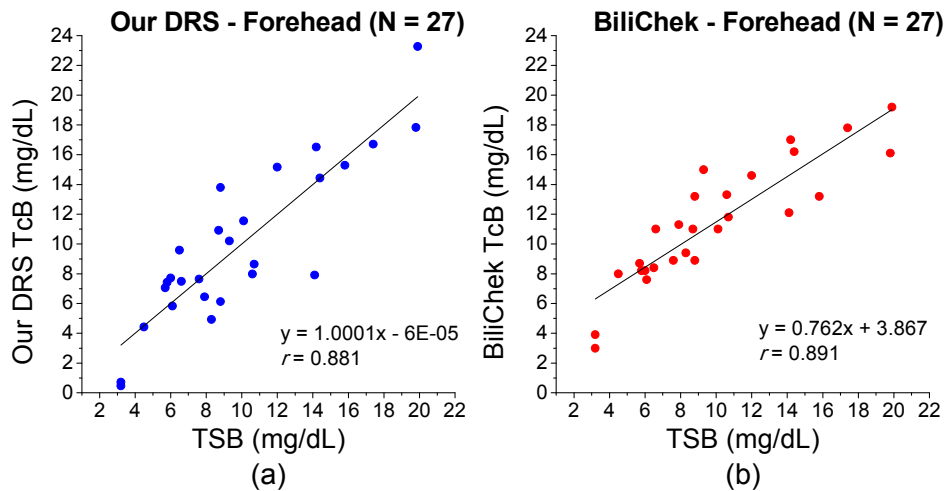 Our DRS - Forehead (N = 27)
Our DRS TcB (mg/dL)
24
22
20
18
16
14
12
10
8
6
4
2
0
y = 1.0001x - 6E-05
r = 0.881
2 4 6 8 10 12 14 16 18 20 22
TSB (mg/dL)
(a)
BiliChek - Forehead (N = 27)
BiliChek TcB (mg/dL)
24
22
20
18
16
14
12
10
8
6
4
2
0
y = 0.762x + 3.867
r = 0.891
2 4 6 8 10 12 14 16 18 20 22
TSB (mg/dL)
(b)